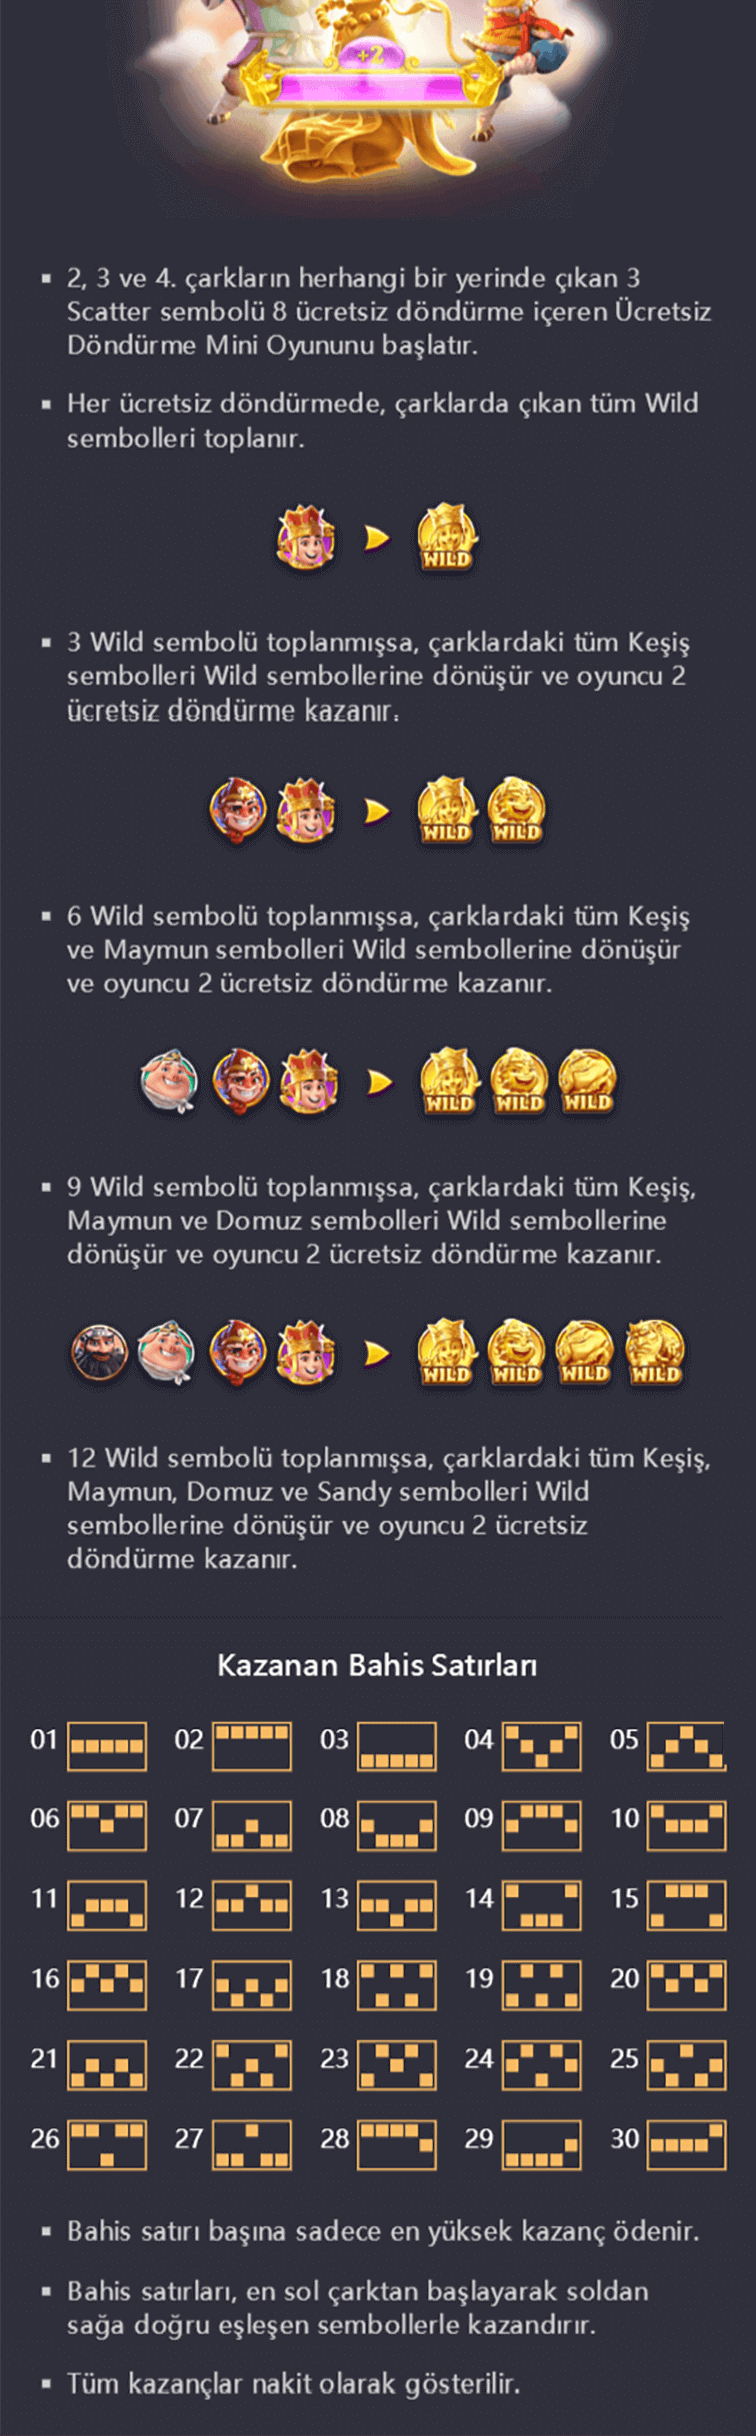 +2
2, 3 ve 4. çarkların herhangi bir yerinde çıkan 3
Scatter sembolü 8 ücretsiz döndürme içeren Ücretsiz
Döndürme Mini Oyununu başlatır.
Her ücretsiz döndürmede, çarklarda çıkan tüm Wild
sembolleri toplanır.
WILD
3 Wild sembolü toplanmışsa, çarklardaki tüm Keşiş
sembolleri Wild sembollerine dönüşür ve oyuncu 2
ücretsiz döndürme kazanır.
WILD WILD
6 Wild sembolü toplanmışsa, çarklardaki tüm Keşiş
ve Maymun sembolleri Wild sembollerine dönüşür
ve oyuncu 2 ücretsiz döndürme kazanır.
WILD WILD WILD
9 Wild sembolü toplanmışsa, çarklardaki tüm Keşiş,
Maymun ve Domuz sembolleri Wild sembollerine
dönüşür ve oyuncu 2 ücretsiz döndürme kazanır.
WILD WILD WILD WILD
12 Wild sembolü toplanmışsa, çarklardaki tüm Keşiş,
Maymun, Domuz ve Sandy sembolleri Wild
sembollerine dönüşür ve oyuncu 2 ücretsiz
döndürme kazanır.
Kazanan Bahis Satırları
01 02 03 04 05
06 07 08 09 10
11 12 13 14 15
16 17 18 19 20
21 22 23 24 25
26 27 28 29 30
Bahis satırı başına sadece en yüksek kazanç ödenir.
Bahis satırları, en sol çarktan başlayarak soldan
sağa doğru eşleşen sembollerle kazandırır.
Tüm kazançlar nakit olarak gösterilir.